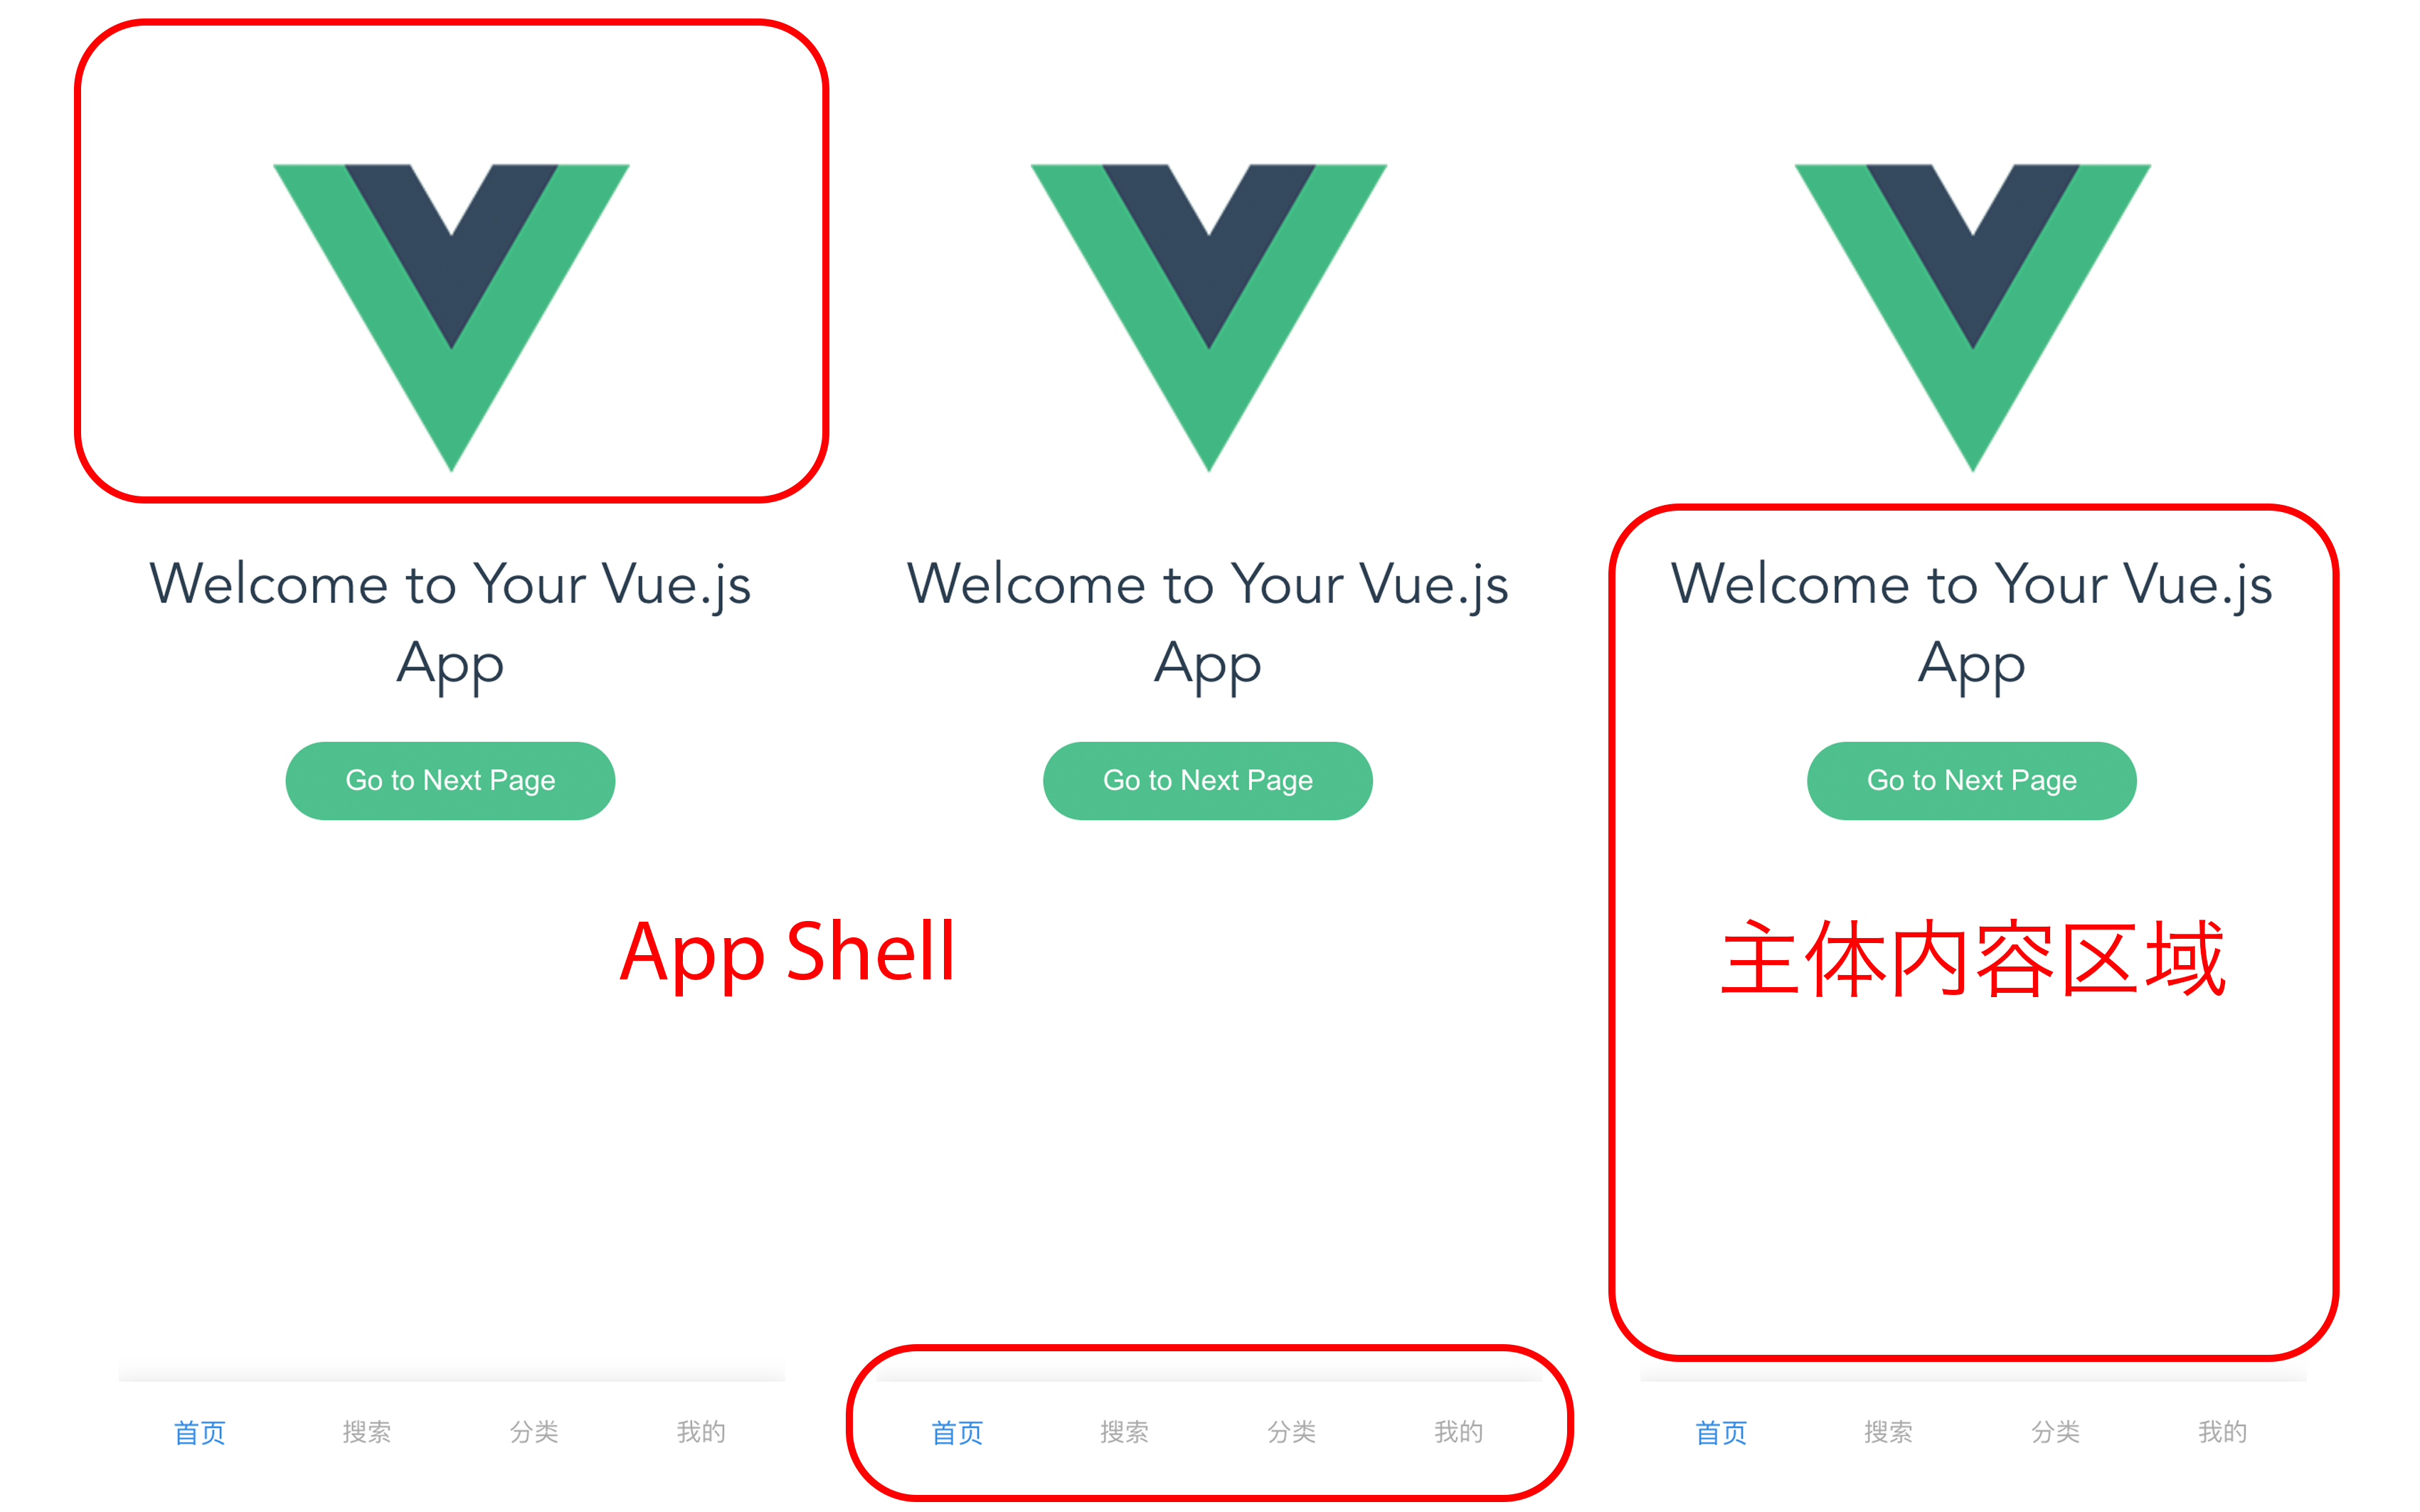 Welcome to Your Vue.js
App
Go to Next Page
Welcome to Your Vue.js
App
Go to Next Page
Welcome to Your Vue.js
App
Go to Next Page
App Shell
主体内容区域
首页 搜索 分类 我的
首页 搜索 分类 我的
首页 搜索 分类 我的